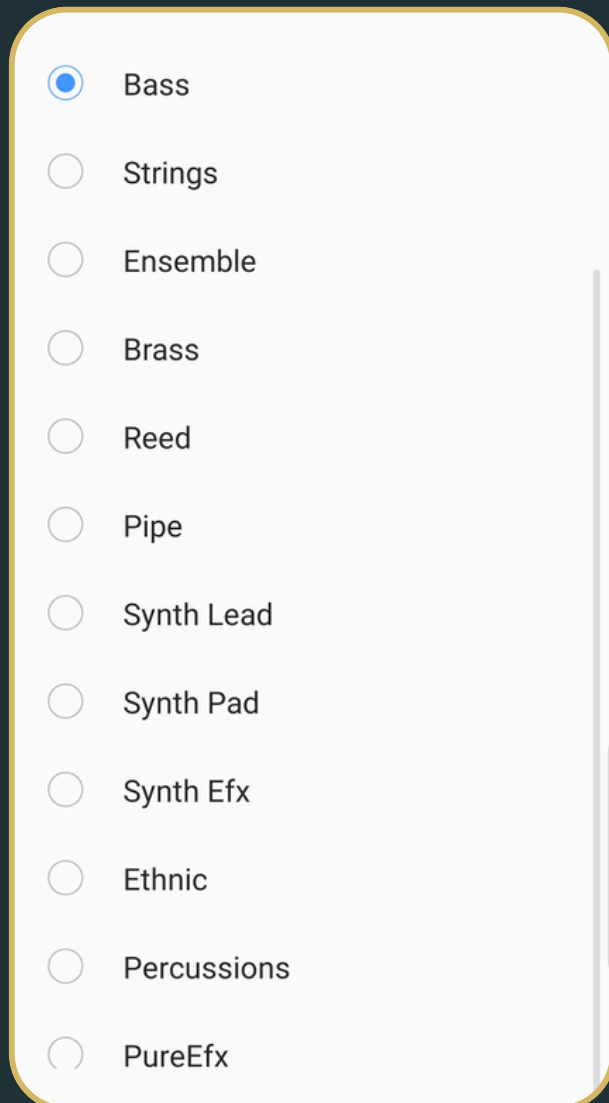 Bass
Strings
Ensemble
Brass
Reed
Pipe
Synth Lead
Synth Pad
Synth Efx
Ethnic
Percussions
PureEfx